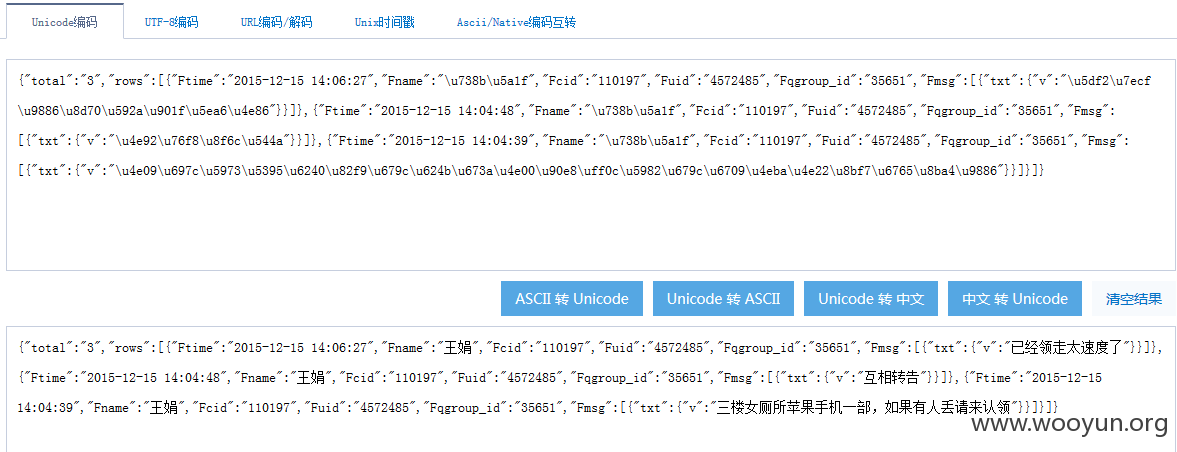 Unicode编码 UTF-8编码 URL编码/解码 Unix时间戳 Ascii/Native编码互转
{"total":"3","rows":[{"Ftime":"2015-12-15 14:06:27","Fname":"\u738b\u5a1f","Fcid":"110197","Fuid":"4572485","Fqgroup_id":"35651","Fmsg":[{"txt":{"v":"\u5df2\u7ecf
\u9886\u8d70\u592a\u901f\u5ea6\u4e86"}}]},{"Ftime":"2015-12-15 14:04:48","Fname":"\u738b\u5a1f","Fcid":"110197","Fuid":"4572485","Fqgroup_id":"35651","Fmsg":
[{"txt":{"v":"\u4e92\u76f8\u8f6c\u544a"}}]},{"Ftime":"2015-12-15 14:04:39","Fname":"\u738b\u5a1f","Fcid":"110197","Fuid":"4572485","Fqgroup_id":"35651","Fmsg":
[{"txt":{"v":"\u4e09\u697c\u5973\u5395\u6240\u82f9\u679c\u624b\u673a\u4e00\u90e8\uff0c\u5982\u679c\u6709\u4eba\u4e22\u8bf7\u6765\u8ba4\u9886"}}]}]}
ASCII 转 Unicode Unicode 转 ASCII Unicode 转 中文 中文 转 Unicode 清空结果
{"total":"3","rows":[{"Ftime":"2015-12-15 14:06:27","Fname":"王娟","Fcid":"110197","Fuid":"4572485","Fqgroup_id":"35651","Fmsg":[{"txt":{"v":"已经领走太速度了"}}]},
{"Ftime":"2015-12-15 14:04:48","Fname":"王娟","Fcid":"110197","Fuid":"4572485","Fqgroup_id":"35651","Fmsg":[{"txt":{"v":"互相转告"}}]},{"Ftime":"2015-12-15
14:04:39","Fname":"王娟","Fcid":"110197","Fuid":"4572485","Fqgroup_id":"35651","Fmsg":[{"txt":{"v":"三楼女厕所苹果手机一部，如果有人丢请来认领"}}]}]}
www.wooyun.org